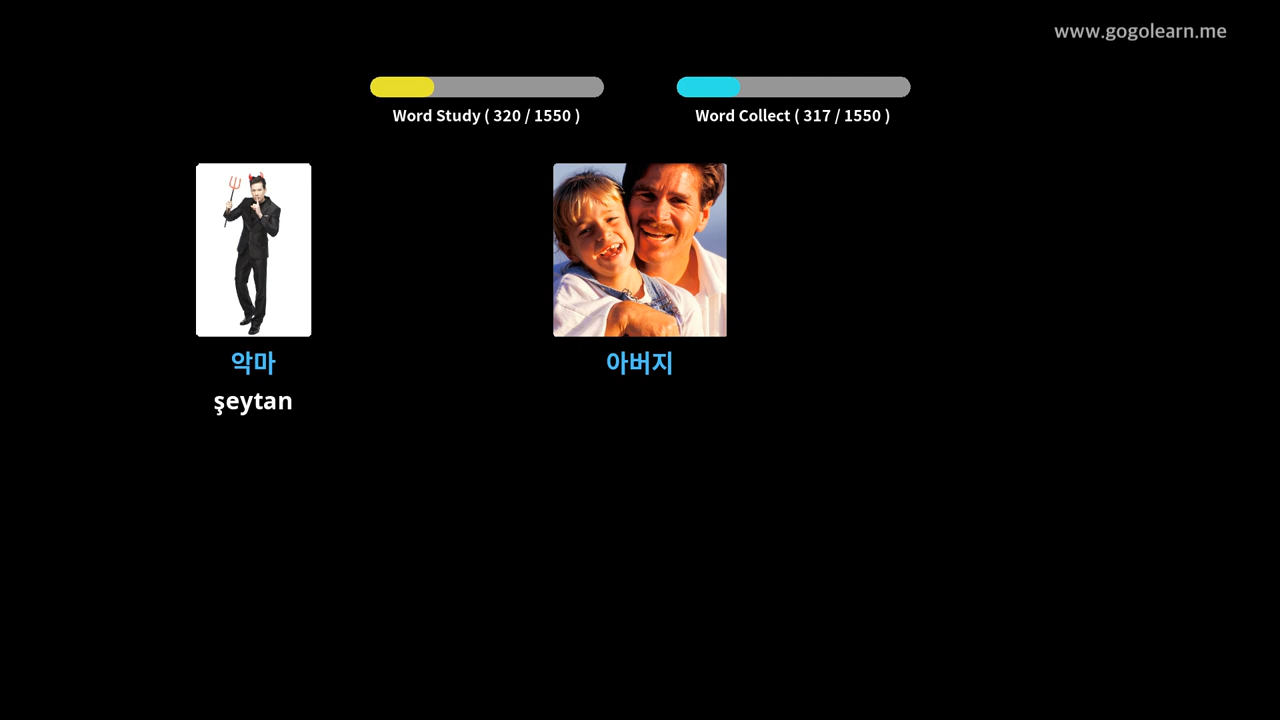 www.gogolearn.me
Word Study ( 320 / 1550 )
Word Collect ( 317 / 1550 )
악마
아버지
şeytan